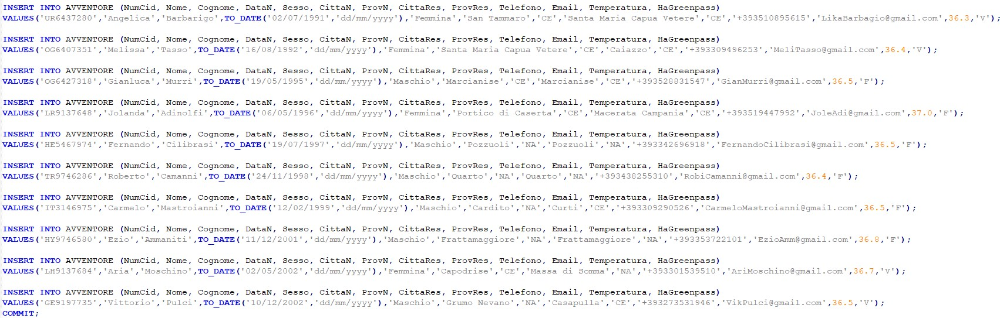 INSERT INTO AVVENTORE (NumCid, Nome, Cognome, DataN, Sesso, CittaN, ProvN, CittaRes, ProvRes, Telefono, Email, Temperatura, HaGreenpass)
VALUES('UR6437280','Angelica','Barbarigo',TO_DATE('02/07/1991','dd/mm/yyyy'),'Femmina','San Tammaro','CE','Santa Maria Capua Vetere','CE','+393510895615','LikaBarbagio@gmail.com',36.3,'V');
INSERT INTO AVVENTORE (NumCid, Nome, Cognome, DataN, Sesso, CittaN, ProvN, CittaRes, ProvRes, Telefono, Email, Temperatura, HaGreenpass)
VALUES('OG6407351','Melissa','Tasso',TO_DATE('16/08/1992','dd/mm/yyyy'),'Femmina','Santa Maria Capua Vetere','CE','Caiazzo','CE','+393309496253','MeliTasso@gmail.com',36.4,'V');
INSERT INTO AVVENTORE (NumCid, Nome, Cognome, DataN, Sesso, CittaN, ProvN, CittaRes, ProvRes, Telefono, Email, Temperatura, HaGreenpass)
VALUES('OG6427318','Gianluca','Murri',TO_DATE('19/05/1995','dd/mm/yyyy'),'Maschio','Marcianise','CE','Marcianise','CE','+393528831547','GianMurri@gmail.com',36.5,'F');
INSERT INTO AVVENTORE (NumCid, Nome, Cognome, DataN, Sesso, CittaN, ProvN, CittaRes, ProvRes, Telefono, Email, Temperatura, HaGreenpass)
VALUES('LR9137648','Jolanda','Adinolfi',TO_DATE('06/05/1996','dd/mm/yyyy'),'Femmina','Portico di Caserta','CE','Macerata Campania','CE','+393519447992','JoleAdi@gmail.com',37.0,'F');
INSERT INTO AVVENTORE (NumCid, Nome, Cognome, DataN, Sesso, CittaN, ProvN, CittaRes, ProvRes, Telefono, Email, Temperatura, HaGreenpass)
VALUES('HE5467974','Fernando','Cilibrasi',TO_DATE('19/07/1997','dd/mm/yyyy'),'Maschio','Pozzuoli','NA','Pozzuoli','NA','+393342696918','FernandoCilibrasi@gmail.com',36.5,'F');
INSERT INTO AVVENTORE (NumCid, Nome, Cognome, DataN, Sesso, CittaN, ProvN, CittaRes, ProvRes, Telefono, Email, Temperatura, HaGreenpass)
VALUES('TR9746286','Roberto','Camanni',TO_DATE('24/11/1998','dd/mm/yyyy'),'Maschio','Quarto','NA','Quarto','NA','+393438255310','RobiCamanni@gmail.com',36.4,'F');
INSERT INTO AVVENTORE (NumCid, Nome, Cognome, DataN, Sesso, CittaN, ProvN, CittaRes, ProvRes, Telefono, Email, Temperatura, HaGreenpass)
VALUES('IT3146975','Carmelo','Mastroianni',TO_DATE('12/02/1999','dd/mm/yyyy'),'Maschio','Cardito','NA','Curti','CE','+393309290526','CarmeloMastroianni@gmail.com',36.5,'F');
INSERT INTO AVVENTORE (NumCid, Nome, Cognome, DataN, Sesso, CittaN, ProvN, CittaRes, ProvRes, Telefono, Email, Temperatura, HaGreenpass)
VALUES('HY9746580','Ezio','Ammaniti',TO_DATE('11/12/2001','dd/mm/yyyy'),'Maschio','Frattamaggiore','NA','Frattamaggiore','NA','+393353722101','EzioAmm@gmail.com',36.8,'F');
INSERT INTO AVVENTORE (NumCid, Nome, Cognome, DataN, Sesso, CittaN, ProvN, CittaRes, ProvRes, Telefono, Email, Temperatura, HaGreenpass)
VALUES('LH9137684','Aria','Moschino',TO_DATE('02/05/2002','dd/mm/yyyy'),'Femmina','Capodrise','CE','Massa di Somma','NA','+393301539510','AriMoschino@gmail.com',36.7,'V');
INSERT INTO AVVENTORE (NumCid, Nome, Cognome, DataN, Sesso, CittaN, ProvN, CittaRes, ProvRes, Telefono, Email, Temperatura, HaGreenpass)
VALUES('GE9197735','Vittorio','Pulci',TO_DATE('10/12/2002','dd/mm/yyyy'),'Maschio','Grumo Nevano','NA','Casapulla','CE','+393273531946','VikPulci@gmail.com',36.5,'V');
COMMIT;